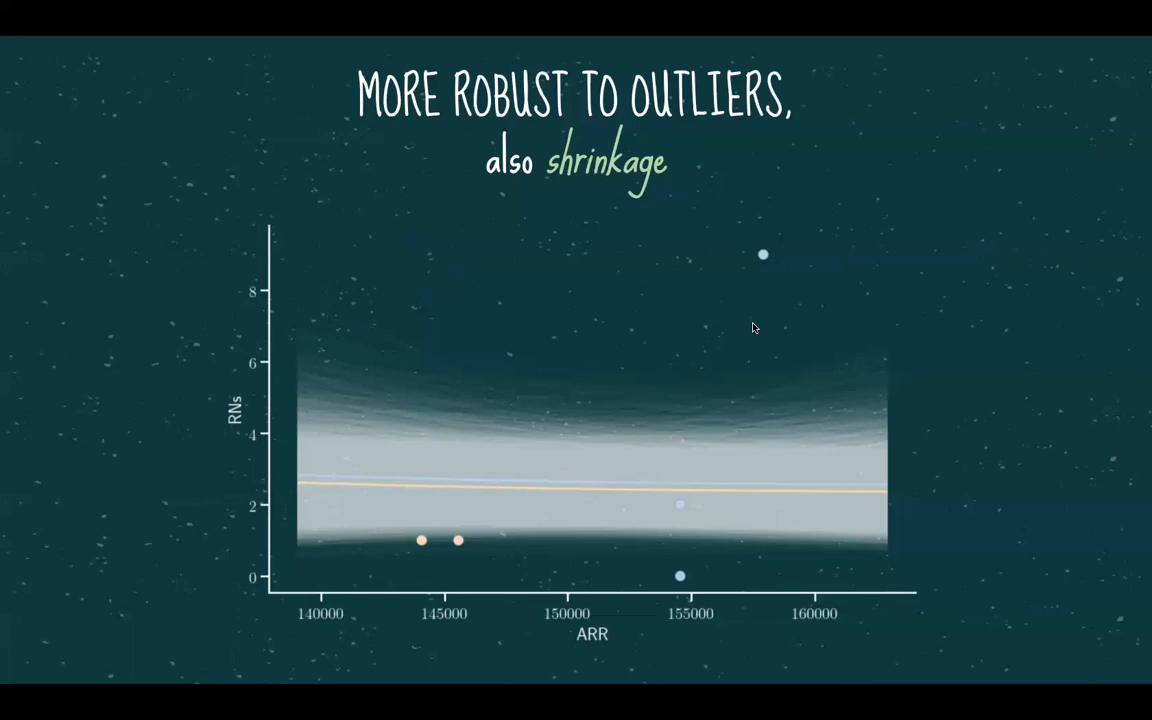 MORE ROBUST TO OUTLIERS,
also shrinkage
8
6
4
2
0
RNs
140000 145000 150000 155000 160000
ARR